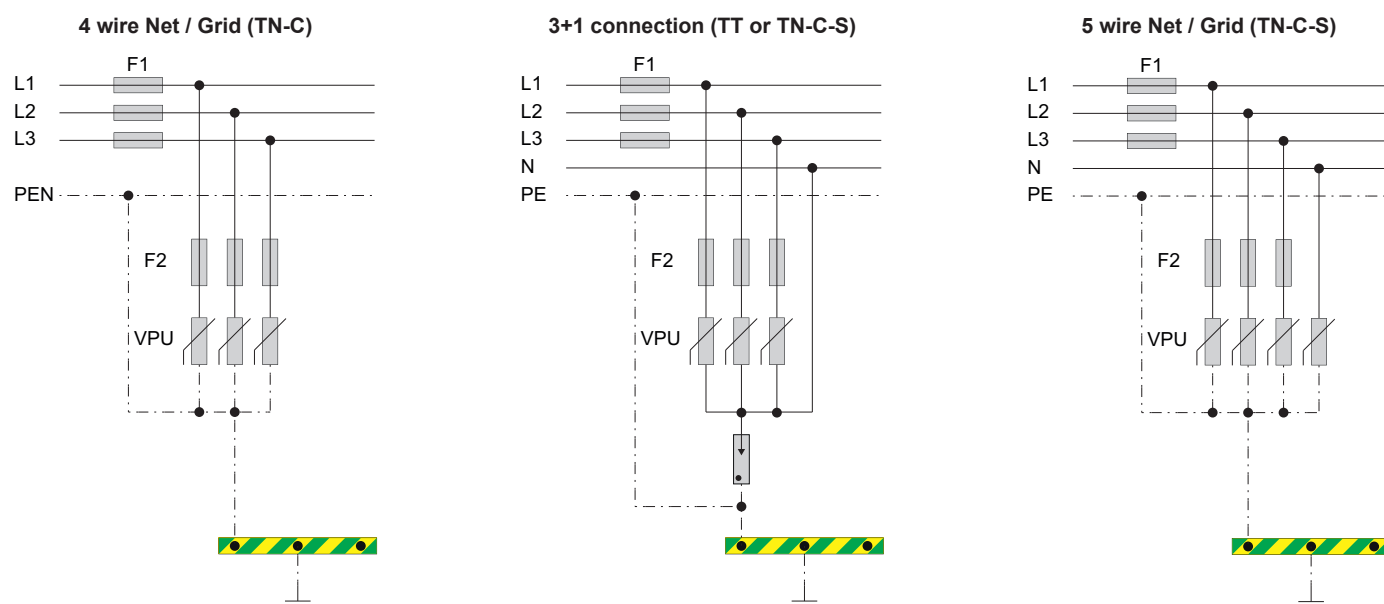 4 wire Net / Grid (TN-C)
F1
L1
L2
L3
PEN
F2
VPU
3+1 connection (TT or TN-C-S)
F1
L1
L2
L3
N
PE
F2
VPU
5 wire Net / Grid (TN-C-S)
F1
L1
L2
L3
N
PE
F2
VPU